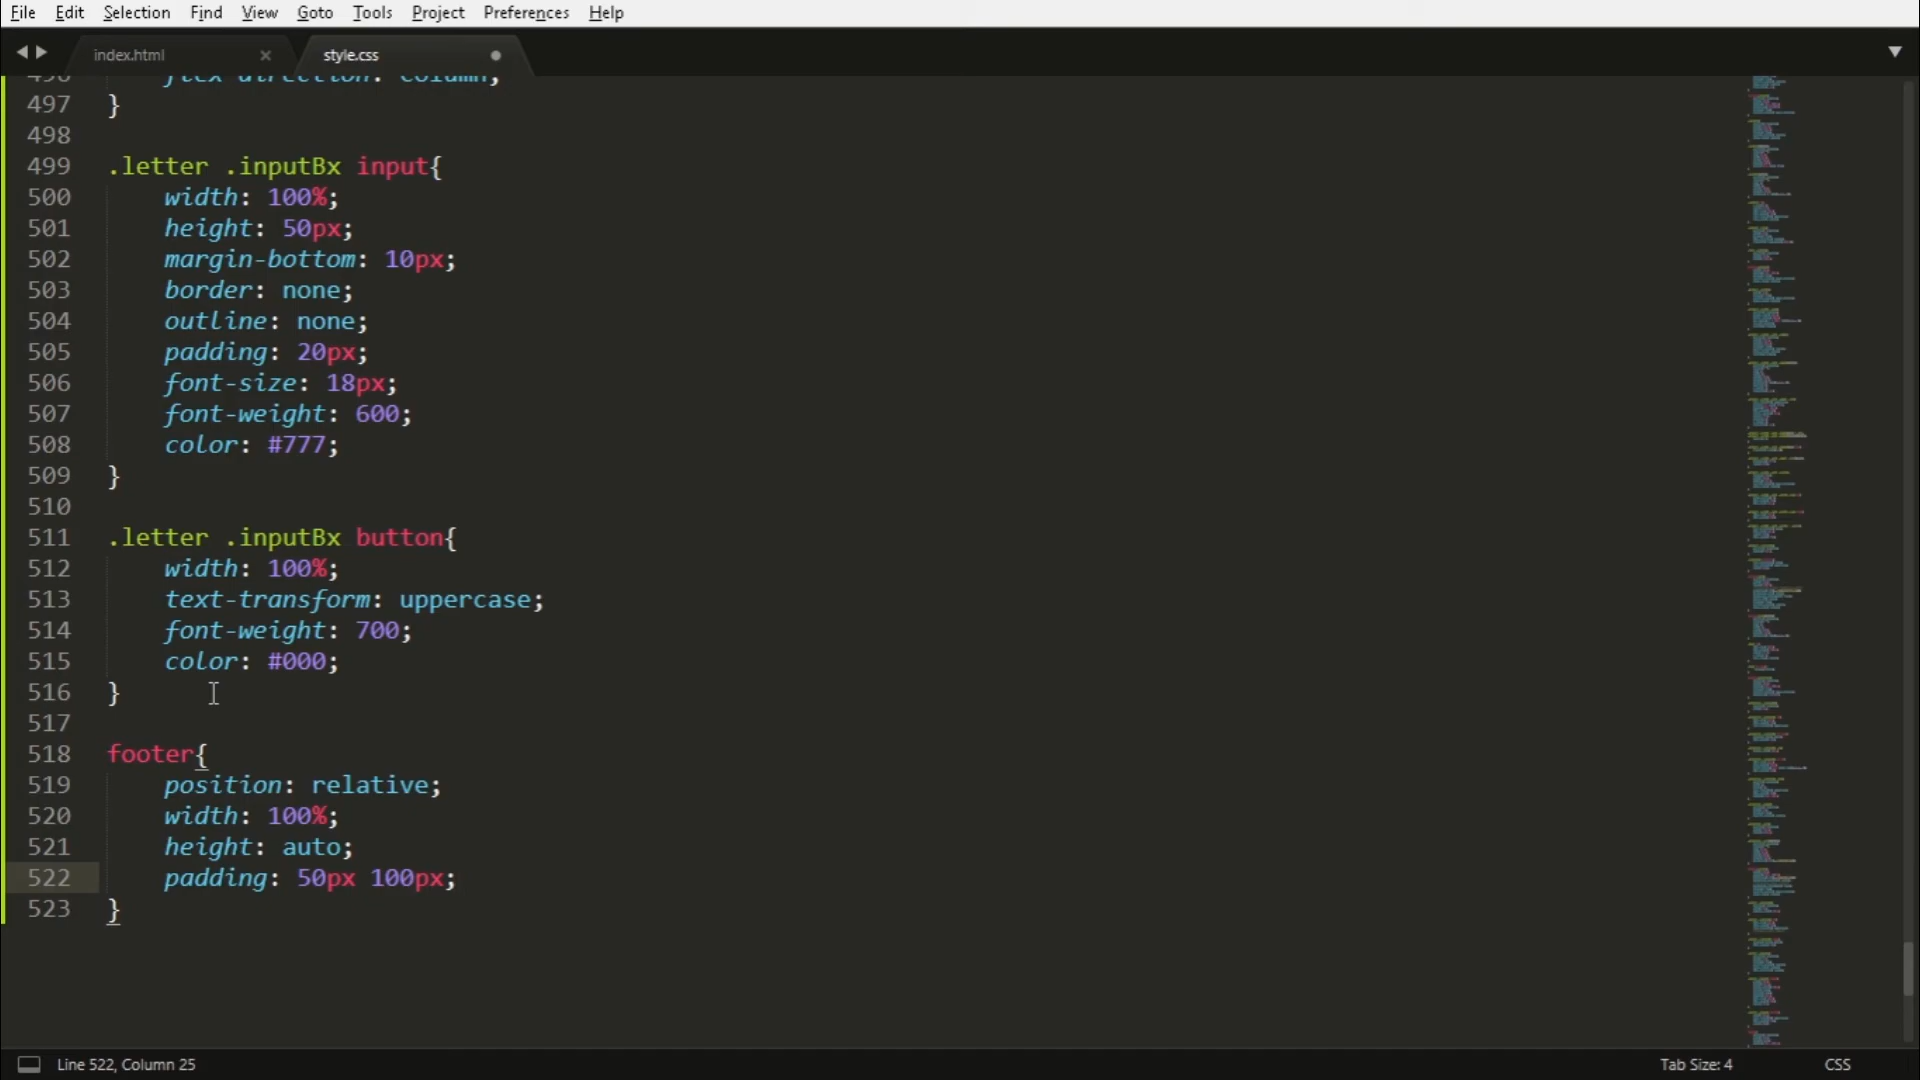 File Edit Selection Find View Goto Tools Project Preferences Help
index.html style.css
496 flex-direction: column;
497 }
498
499 .letter .inputBx input{
500 width: 100%;
501 height: 50px;
502 margin-bottom: 10px;
503 border: none;
504 outline: none;
505 padding: 20px;
506 font-size: 18px;
507 font-weight: 600;
508 color: #777;
509 }
510
511 .letter .inputBx button{
512 width: 100%;
513 text-transform: uppercase;
514 font-weight: 700;
515 color: #000;
516 }
517
518 footer{
519 position: relative;
520 width: 100%;
521 height: auto;
522 padding: 50px 100px;
523 }
Line 522, Column 25 Tab Size: 4 CSS